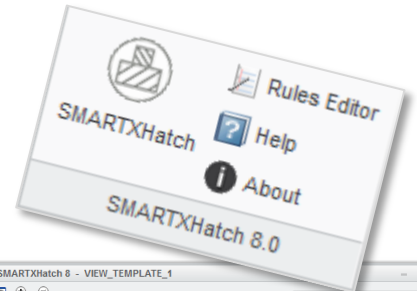 Rules Editor
SMARTXHatch
Help
About
SMARTXHatch 8.0
SMARTXHatch 8 - VIEW_TEMPLATE_1